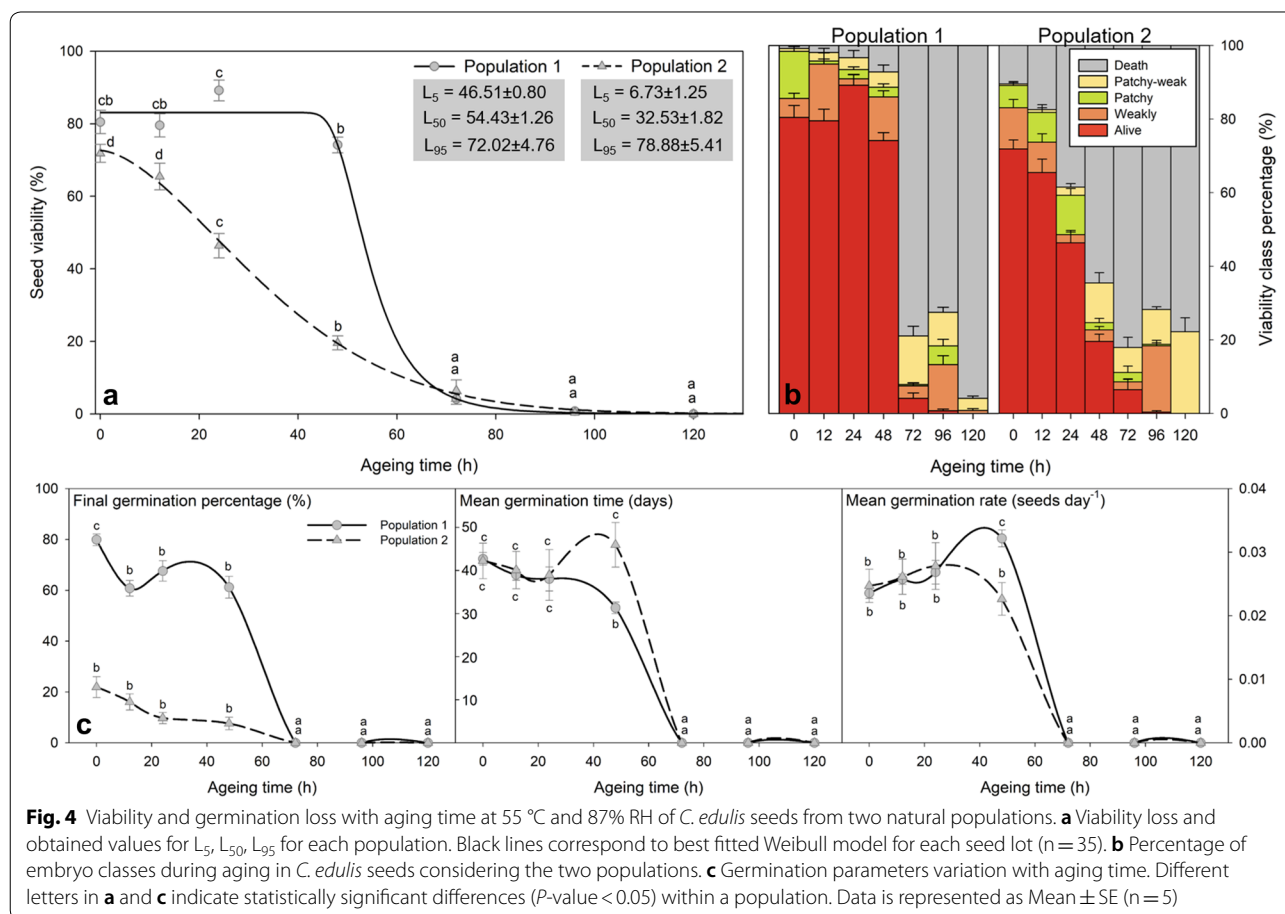 100
80
60
40
20
0
Seed viability (%)
cb
cb
c
b
d
d
c
b
a
a
a
a
a
a
Population 1
Population 2
L5 = 46.51±0.80
L50 = 54.43±1.26
L95 = 72.02±4.76
L5 = 6.73±1.25
L50 = 32.53±1.82
L95 = 78.88±5.41
a
0 20 40 60 80 100 120
Ageing time (h)
Population 1 Population 2
Death
Patchy-weak
Patchy
Weakly
Alive
100
80
60
40
20
0
Viability class percentage (%)
b
0 12 24 48 72 96 120 0 12 24 48 72 96 120
Ageing time (h)
100
80
60
40
20
0
Final germination percentage (%)
Population 1
Population 2
c
b
b
b
b
b
b
b
a
a
a
a
a
a
c
0 20 40 60 80 100 120
Ageing time (h)
Mean germination time (days)
50
40
30
20
10
c
c
c
c
c
c
c
b
a
a
a
a
a
a
0 20 40 60 80 100 120
Ageing time (h)
Mean germination rate (seeds day-1)
0.04
0.03
0.02
0.01
0.00
b
b
b
b
b
b
c
b
a
a
a
a
a
a
0 20 40 60 80 100 120
Ageing time (h)
Fig. 4 Viability and germination loss with aging time at 55 °C and 87% RH of C. edulis seeds from two natural populations. a Viability loss and
obtained values for L5, L50, L95 for each population. Black lines correspond to best fitted Weibull model for each seed lot (n = 35). b Percentage of
embryo classes during aging in C. edulis seeds considering the two populations. c Germination parameters variation with aging time. Different
letters in a and c indicate statistically significant differences (P-value < 0.05) within a population. Data is represented as Mean ± SE (n = 5)